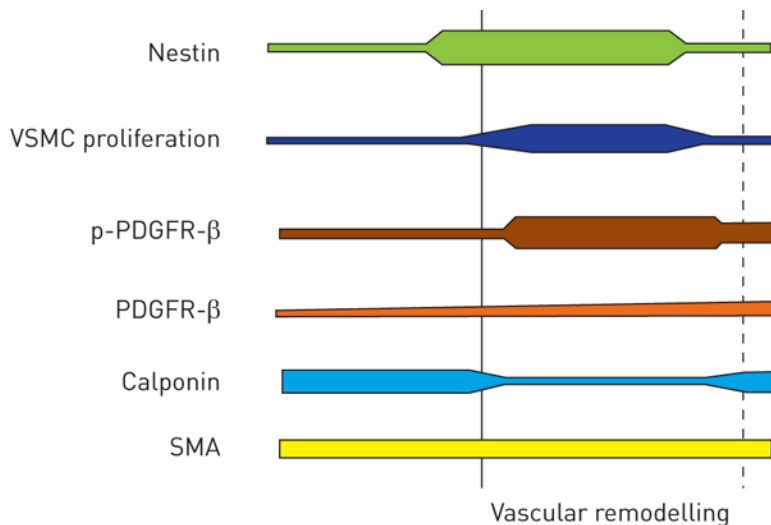 Nestin
VSMC proliferation
p-PDGFR-β
PDGFR-β
Calponin
SMA
Vascular remodelling